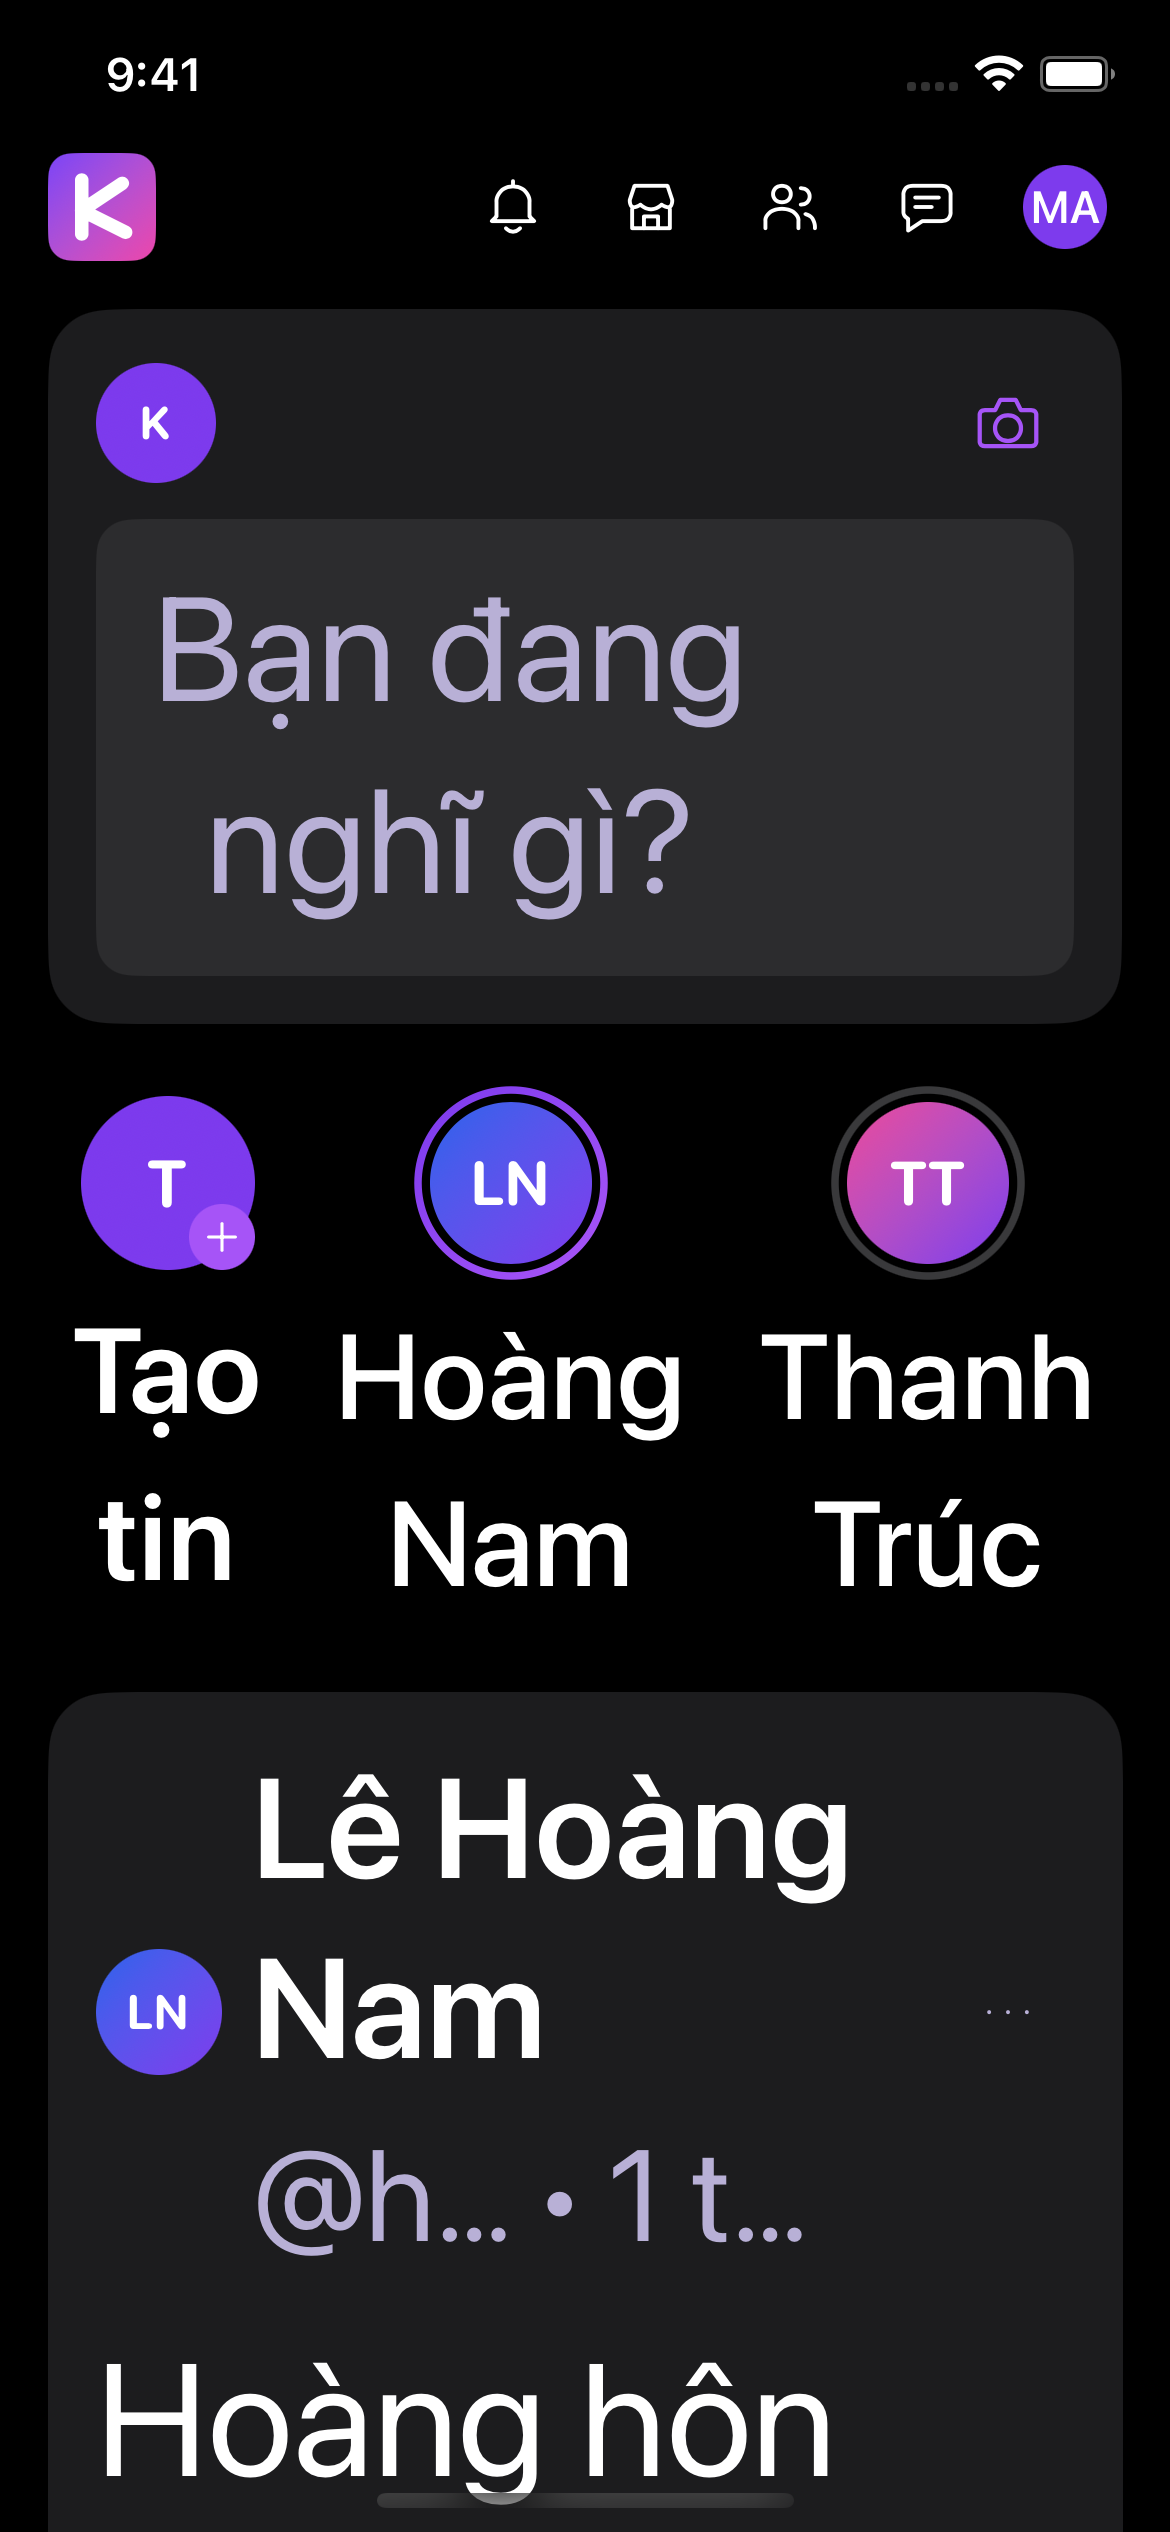 9:41
K
MA
K
Bạn đang
nghĩ gì?
T
LN
TT
Tạo
tin
Hoàng
Nam
Thanh
Trúc
Lê Hoàng
Nam
LN
@h... • 1 t...
Hoàng hôn